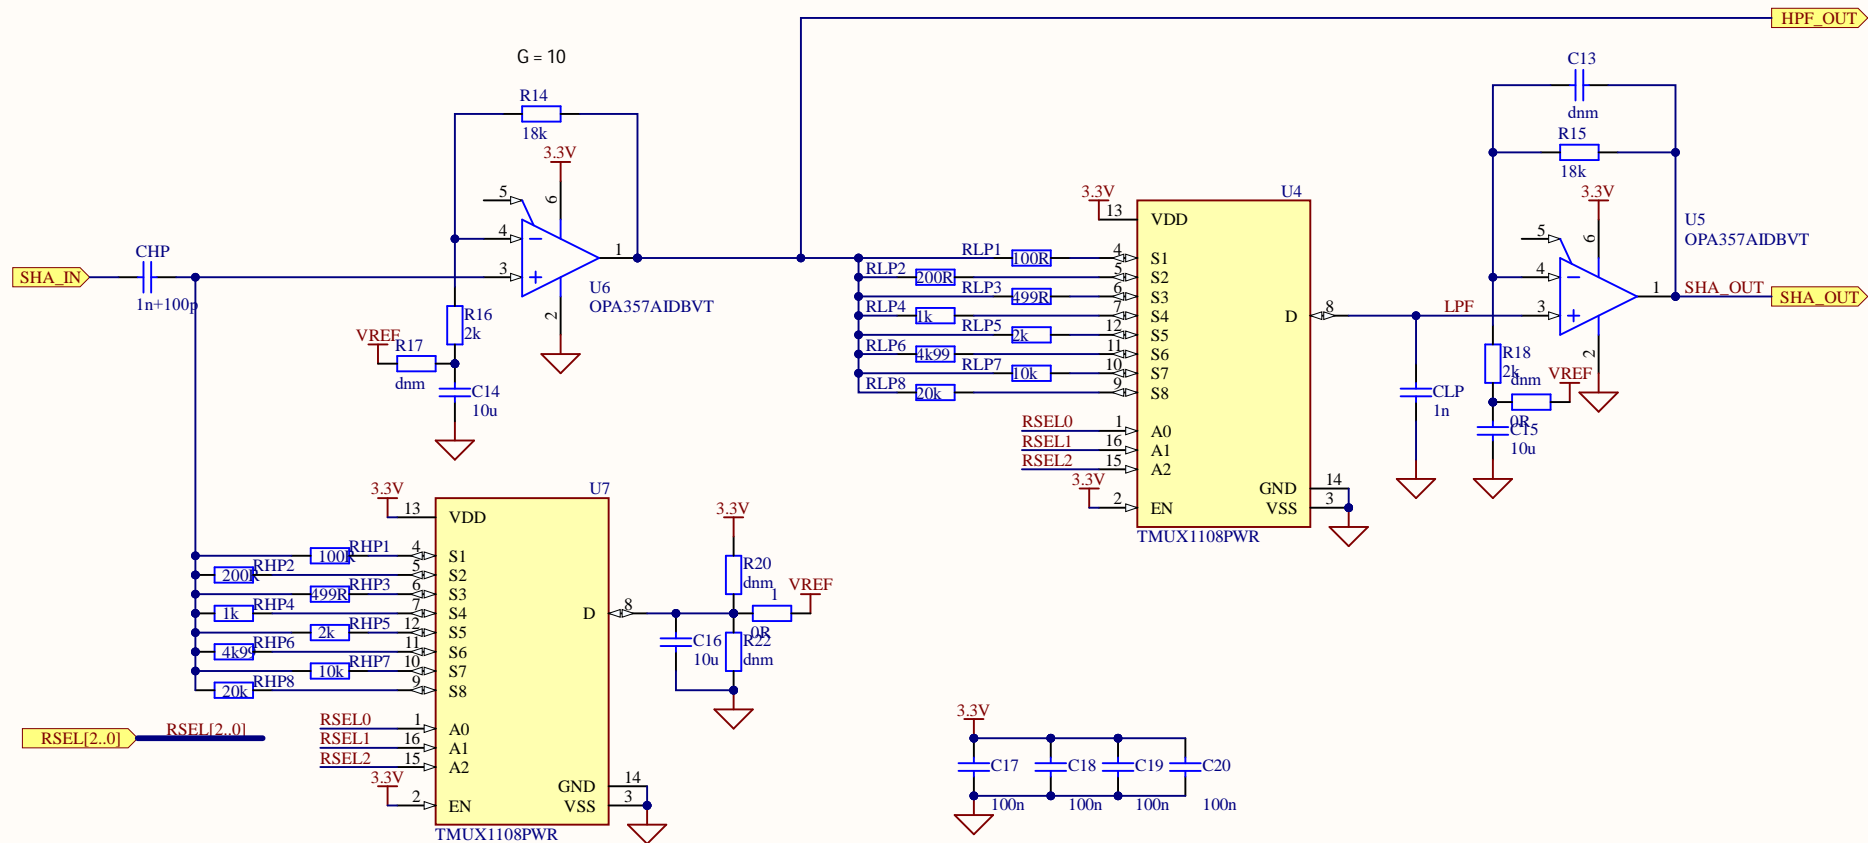 HPF_OUT
G = 10
R14
18k
3.3V
5
6
4
3
1
2
U6
OPA357AIDBVT
SHA_IN
CHP
1n+100p
R16
2k
VREF
R17
dnm
C14
10u
RLP1
100R
RLP2
200R
RLP3
499R
RLP4
1k
RLP5
2k
RLP6
4k99
RLP7
10k
RLP8
20k
U4
3.3V
13
VDD
4
S1
5
S2
6
S3
7
S4
12
S5
11
S6
10
S7
9
S8
D
8
RSEL0
1
A0
RSEL1
16
A1
RSEL2
15
A2
3.3V
2
EN
GND
14
VSS
3
TMUX1108PWR
LPF
CLP
1n
C13
dnm
R15
18k
3.3V
5
6
4
3
1
2
U5
OPA357AIDBVT
SHA_OUT
SHA_OUT
R18
2k
dnm
VREF
0R
C15
10u
U7
3.3V
13
VDD
100R
RHP1
4
S1
200R
RHP2
5
S2
499R
RHP3
6
S3
1k
RHP4
7
S4
2k
RHP5
12
S5
4k99
RHP6
11
S6
10k
RHP7
10
S7
20k
RHP8
9
S8
D
8
RSEL0
1
A0
RSEL1
16
A1
RSEL2
15
A2
3.3V
2
EN
GND
14
VSS
3
TMUX1108PWR
RSEL[2..0]
RSEL[2..0]
3.3V
R20
dnm
1
VREF
0R
R22
dnm
C16
10u
3.3V
C17
100n
C18
100n
C19
100n
C20
100n